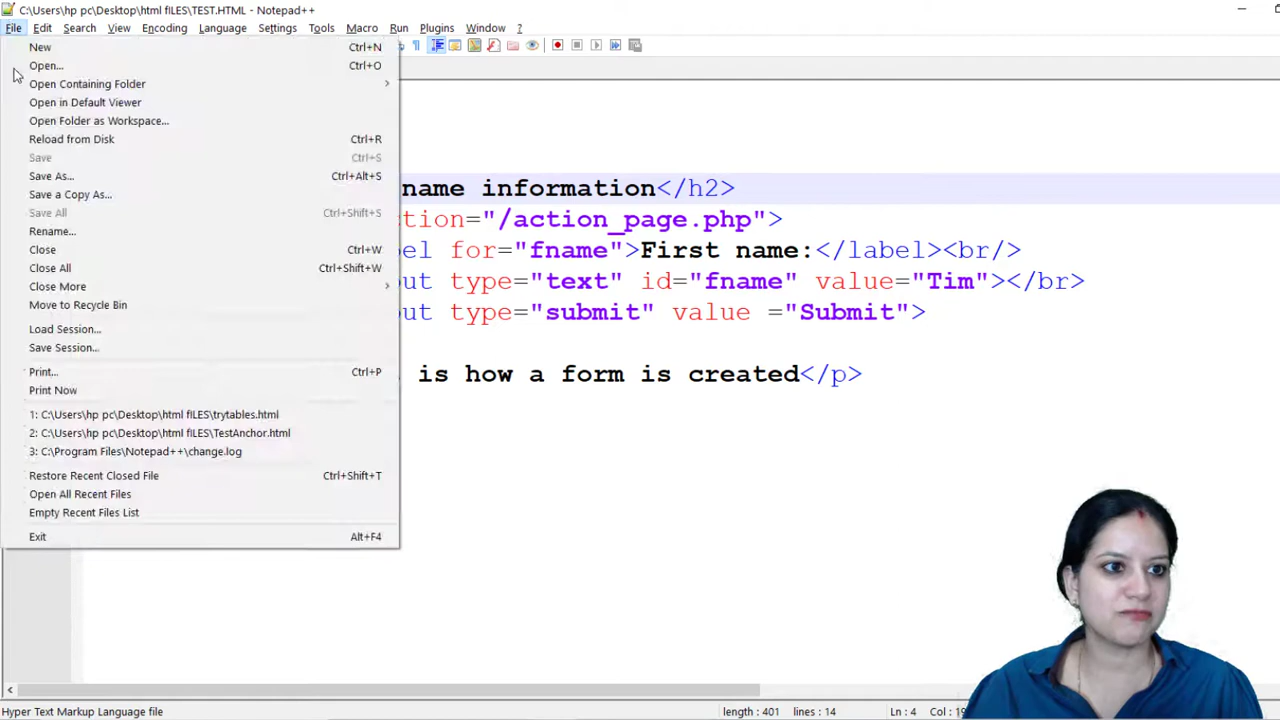 C:\Users\hp pc\Desktop\html fILES\TEST.HTML - Notepad++
File Edit Search View Encoding Language Settings Tools Macro Run Plugins Window ?
New Ctrl+N
Open... Ctrl+O
Open Containing Folder
Open in Default Viewer
Open Folder as Workspace...
Reload from Disk Ctrl+R
Save Ctrl+S
Save As... Ctrl+Alt+S
Save a Copy As...
Save All Ctrl+Shift+S
Rename...
Close Ctrl+W
Close All Ctrl+Shift+W
Close More
Move to Recycle Bin
Load Session...
Save Session...
Print... Ctrl+P
Print Now
1: C:\Users\hp pc\Desktop\html fILES\trytables.html
2: C:\Users\hp pc\Desktop\html fILES\TestAnchor.html
3: C:\Program Files\Notepad++\change.log
Restore Recent Closed File Ctrl+Shift+T
Open All Recent Files
Empty Recent Files List
Exit Alt+F4
name information</h2>
ction="/action_page.php">
el for="fname">First name:</label><br/>
ut type="text" id="fname" value="Tim"></br>
ut type="submit" value ="Submit">
is how a form is created</p>
Hyper Text Markup Language file length : 401 lines : 14 Ln : 4 Col : 19